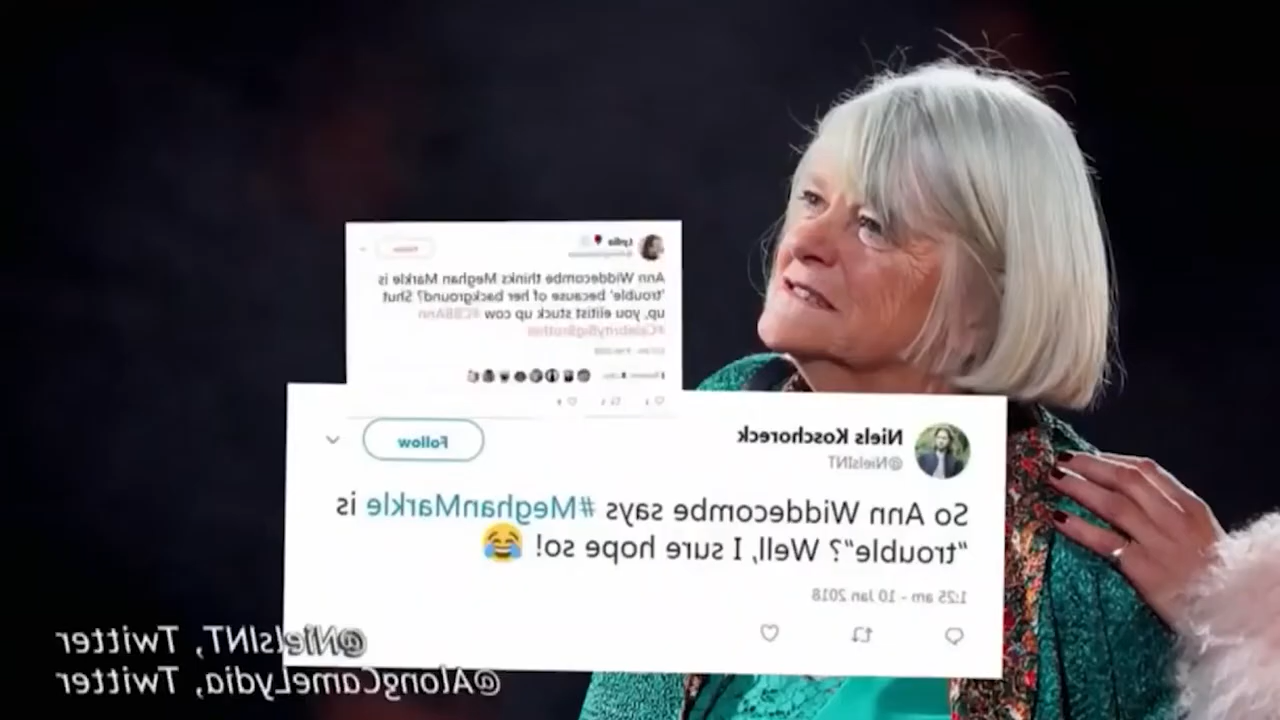 Lydia
Ann Widdecombe thinks Meghan Markle is
'trouble' because of her background? Shut
up, you elitist stuck up cow #CBBAnn
#CelebrityBigBrother
Niels Koschoreck
@NielsINT
Follow
So Ann Widdecombe says #MeghanMarkle is
"trouble"? Well, I sure hope so! 😂
1:25 am - 10 Jan 2018
@NielsINT, Twitter
@AlongCameLydia, Twitter